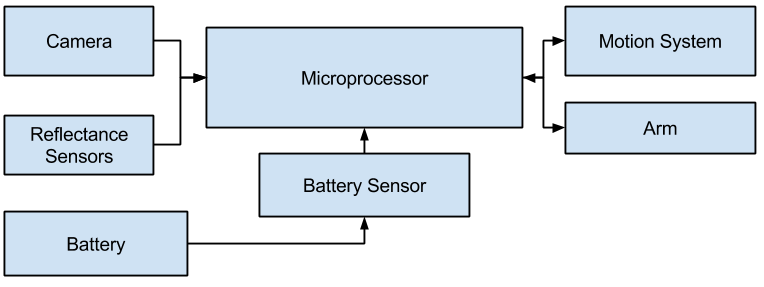 Camera
Motion System
Microprocessor
Reflectance
Sensors
Arm
Battery Sensor
Battery